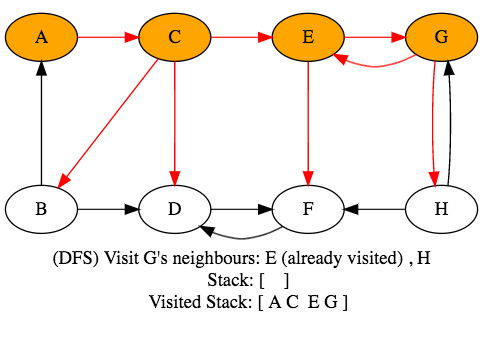 A C E G
B D F H
(DFS) Visit G's neighbours: E (already visited) , H
Stack: [ ]
Visited Stack: [ A C E G ]